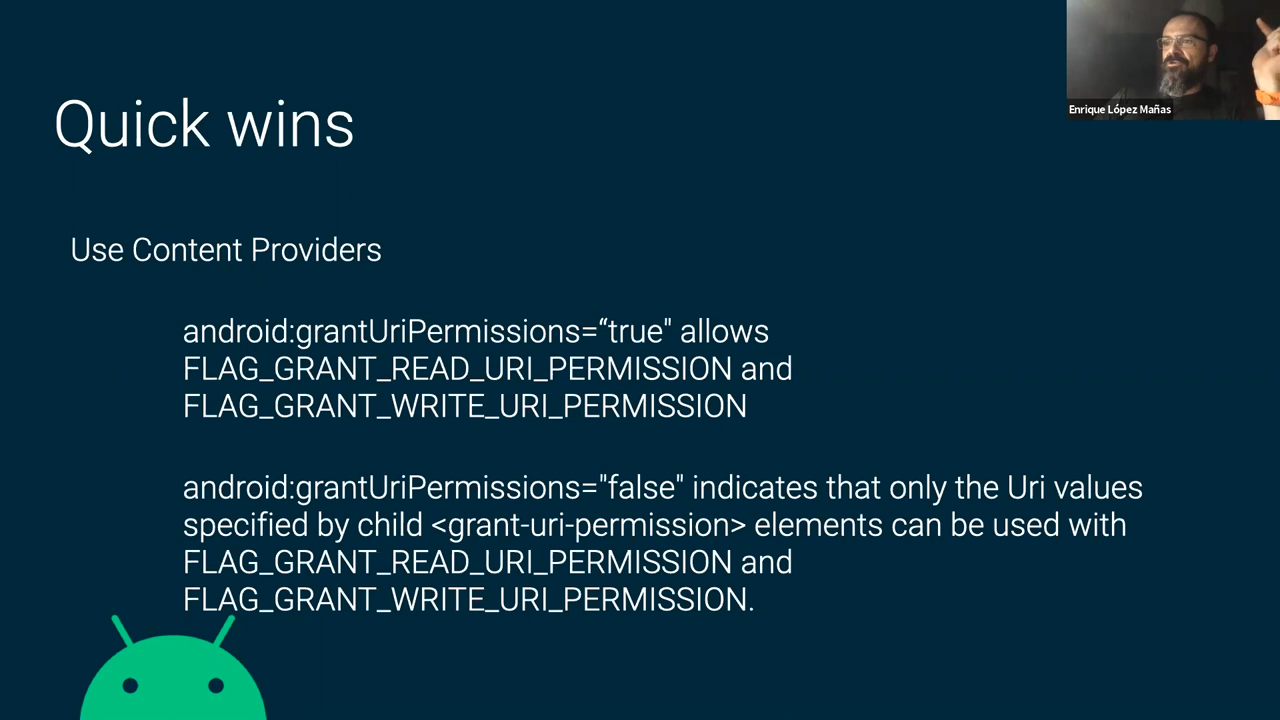 Enrique López Mañas
Quick wins
Use Content Providers
android:grantUriPermissions=“true" allows
FLAG_GRANT_READ_URI_PERMISSION and
FLAG_GRANT_WRITE_URI_PERMISSION
android:grantUriPermissions="false" indicates that only the Uri values
specified by child <grant-uri-permission> elements can be used with
FLAG_GRANT_READ_URI_PERMISSION and
FLAG_GRANT_WRITE_URI_PERMISSION.